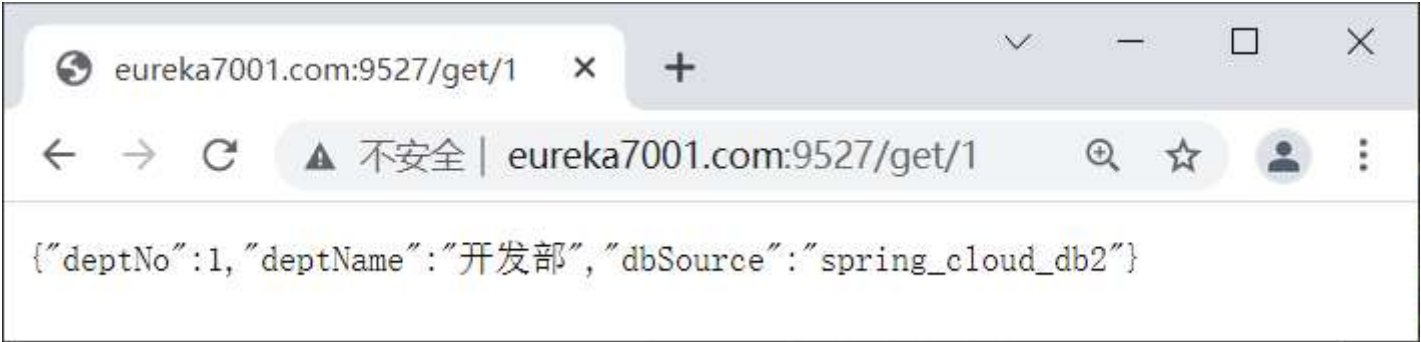 eureka7001.com:9527/get/1
不安全 | eureka7001.com:9527/get/1
{"deptNo":1,"deptName":"开发部","dbSource":"spring_cloud_db2"}